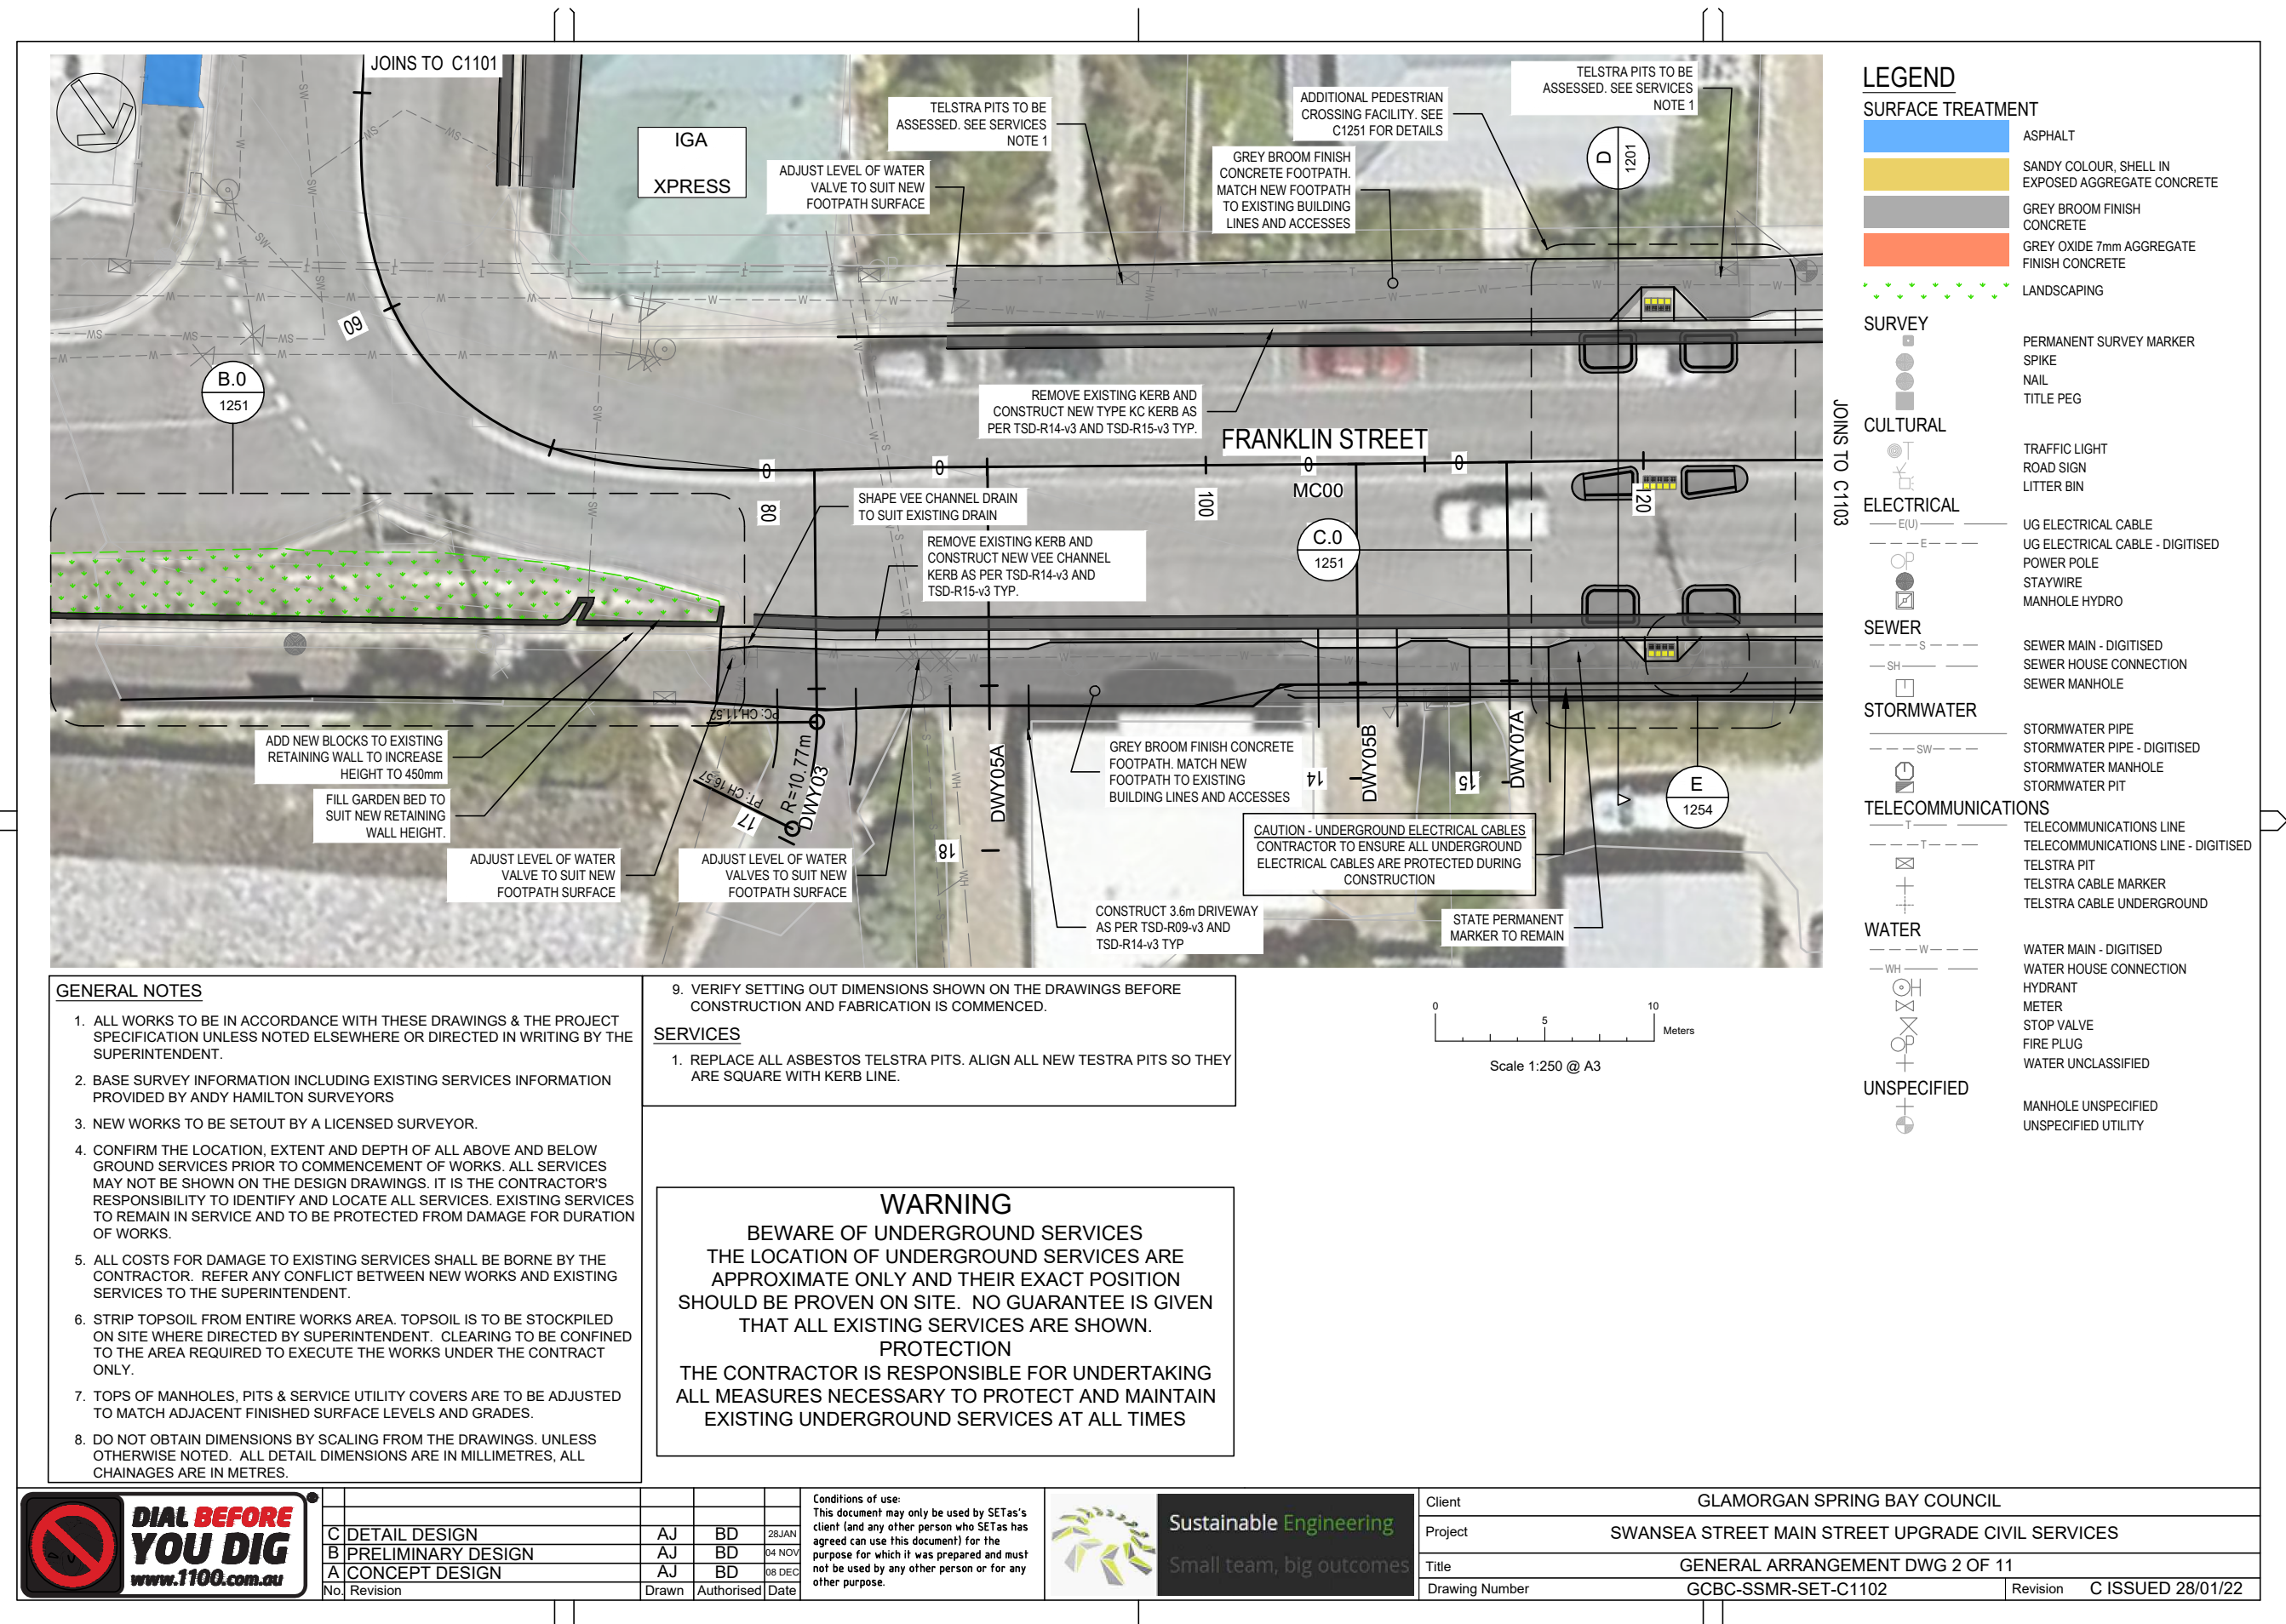 JOINS TO  C1101
IGA
XPRESS
TELSTRA PITS TO BE
ASSESSED. SEE SERVICES
NOTE 1
ADJUST LEVEL OF WATER
VALVE TO SUIT NEW
FOOTPATH SURFACE
ADDITIONAL PEDESTRIAN
CROSSING FACILITY. SEE
C1251 FOR DETAILS
GREY BROOM FINISH
CONCRETE FOOTPATH.
MATCH NEW FOOTPATH
TO EXISTING BUILDING
LINES AND ACCESSES
TELSTRA PITS TO BE
ASSESSED. SEE SERVICES
NOTE 1
D
1201
60
B.0
1251
REMOVE EXISTING KERB AND
CONSTRUCT NEW TYPE KC KERB AS
PER TSD-R14-v3 AND TSD-R15-v3 TYP.
FRANKLIN STREET
MC00
80
100
120
0
0
0
0
JOINS TO  C1103
SHAPE VEE CHANNEL DRAIN
TO SUIT EXISTING DRAIN
REMOVE EXISTING KERB AND
CONSTRUCT NEW VEE CHANNEL
KERB AS PER TSD-R14-v3 AND
TSD-R15-v3 TYP.
C.0
1251
ADD NEW BLOCKS TO EXISTING
RETAINING WALL TO INCREASE
HEIGHT TO 450mm
FILL GARDEN BED TO
SUIT NEW RETAINING
WALL HEIGHT.
ADJUST LEVEL OF WATER
VALVE TO SUIT NEW
FOOTPATH SURFACE
ADJUST LEVEL OF WATER
VALVES TO SUIT NEW
FOOTPATH SURFACE
PC: CH 11.52
PT: CH 16.57
R=10.77m
DWY03
17
DWY05A
18
GREY BROOM FINISH CONCRETE
FOOTPATH. MATCH NEW
FOOTPATH TO EXISTING
BUILDING LINES AND ACCESSES
14
DWY05B
15
DWY07A
E
1254
CAUTION - UNDERGROUND ELECTRICAL CABLES
CONTRACTOR TO ENSURE ALL UNDERGROUND
ELECTRICAL CABLES ARE PROTECTED DURING
CONSTRUCTION
CONSTRUCT 3.6m DRIVEWAY
AS PER TSD-R09-v3 AND
TSD-R14-v3 TYP
STATE PERMANENT
MARKER TO REMAIN
LEGEND
SURFACE TREATMENT
ASPHALT
SANDY COLOUR, SHELL IN
EXPOSED AGGREGATE CONCRETE
GREY BROOM FINISH
CONCRETE
GREY OXIDE 7mm AGGREGATE
FINISH CONCRETE
LANDSCAPING
SURVEY
PERMANENT SURVEY MARKER
SPIKE
NAIL
TITLE PEG
CULTURAL
TRAFFIC LIGHT
ROAD SIGN
LITTER BIN
ELECTRICAL
E(U) UG ELECTRICAL CABLE
E UG ELECTRICAL CABLE - DIGITISED
POWER POLE
STAYWIRE
MANHOLE HYDRO
SEWER
S SEWER MAIN - DIGITISED
SH SEWER HOUSE CONNECTION
SEWER MANHOLE
STORMWATER
STORMWATER PIPE
SW STORMWATER PIPE - DIGITISED
STORMWATER MANHOLE
STORMWATER PIT
TELECOMMUNICATIONS
T TELECOMMUNICATIONS LINE
T TELECOMMUNICATIONS LINE - DIGITISED
TELSTRA PIT
TELSTRA CABLE MARKER
TELSTRA CABLE UNDERGROUND
WATER
W WATER MAIN - DIGITISED
WH WATER HOUSE CONNECTION
HYDRANT
METER
STOP VALVE
FIRE PLUG
WATER UNCLASSIFIED
UNSPECIFIED
MANHOLE UNSPECIFIED
UNSPECIFIED UTILITY
GENERAL NOTES
1. ALL WORKS TO BE IN ACCORDANCE WITH THESE DRAWINGS & THE PROJECT
SPECIFICATION UNLESS NOTED ELSEWHERE OR DIRECTED IN WRITING BY THE
SUPERINTENDENT.
2. BASE SURVEY INFORMATION INCLUDING EXISTING SERVICES INFORMATION
PROVIDED BY ANDY HAMILTON SURVEYORS
3. NEW WORKS TO BE SETOUT BY A LICENSED SURVEYOR.
4. CONFIRM THE LOCATION, EXTENT AND DEPTH OF ALL ABOVE AND BELOW
GROUND SERVICES PRIOR TO COMMENCEMENT OF WORKS. ALL SERVICES
MAY NOT BE SHOWN ON THE DESIGN DRAWINGS. IT IS THE CONTRACTOR'S
RESPONSIBILITY TO IDENTIFY AND LOCATE ALL SERVICES. EXISTING SERVICES
TO REMAIN IN SERVICE AND TO BE PROTECTED FROM DAMAGE FOR DURATION
OF WORKS.
5. ALL COSTS FOR DAMAGE TO EXISTING SERVICES SHALL BE BORNE BY THE
CONTRACTOR.  REFER ANY CONFLICT BETWEEN NEW WORKS AND EXISTING
SERVICES TO THE SUPERINTENDENT.
6. STRIP TOPSOIL FROM ENTIRE WORKS AREA. TOPSOIL IS TO BE STOCKPILED
ON SITE WHERE DIRECTED BY SUPERINTENDENT.  CLEARING TO BE CONFINED
TO THE AREA REQUIRED TO EXECUTE THE WORKS UNDER THE CONTRACT
ONLY.
7. TOPS OF MANHOLES, PITS & SERVICE UTILITY COVERS ARE TO BE ADJUSTED
TO MATCH ADJACENT FINISHED SURFACE LEVELS AND GRADES.
8. DO NOT OBTAIN DIMENSIONS BY SCALING FROM THE DRAWINGS. UNLESS
OTHERWISE NOTED.  ALL DETAIL DIMENSIONS ARE IN MILLIMETRES, ALL
CHAINAGES ARE IN METRES.
9. VERIFY SETTING OUT DIMENSIONS SHOWN ON THE DRAWINGS BEFORE
CONSTRUCTION AND FABRICATION IS COMMENCED.
SERVICES
1. REPLACE ALL ASBESTOS TELSTRA PITS. ALIGN ALL NEW TESTRA PITS SO THEY
ARE SQUARE WITH KERB LINE.
WARNING
BEWARE OF UNDERGROUND SERVICES
THE LOCATION OF UNDERGROUND SERVICES ARE
APPROXIMATE ONLY AND THEIR EXACT POSITION
SHOULD BE PROVEN ON SITE.  NO GUARANTEE IS GIVEN
THAT ALL EXISTING SERVICES ARE SHOWN.
PROTECTION
THE CONTRACTOR IS RESPONSIBLE FOR UNDERTAKING
ALL MEASURES NECESSARY TO PROTECT AND MAINTAIN
EXISTING UNDERGROUND SERVICES AT ALL TIMES
0 5 10
Meters
Scale 1:250 @ A3
DIAL BEFORE
YOU DIG
www.1100.com.au
C DETAIL DESIGN AJ BD 28JAN
B PRELIMINARY DESIGN AJ BD 04 NOV
A CONCEPT DESIGN AJ BD 08 DEC
No. Revision Drawn Authorised Date
Conditions of use:
This document may only be used by SETas's
client (and any other person who SETas has
agreed can use this document) for the
purpose for which it was prepared and must
not be used by any other person or for any
other purpose.
Sustainable Engineering
Small team, big outcomes
Client GLAMORGAN SPRING BAY COUNCIL
Project SWANSEA STREET MAIN STREET UPGRADE CIVIL SERVICES
Title GENERAL ARRANGEMENT DWG 2 OF 11
Drawing Number GCBC-SSMR-SET-C1102 Revision C ISSUED 28/01/22